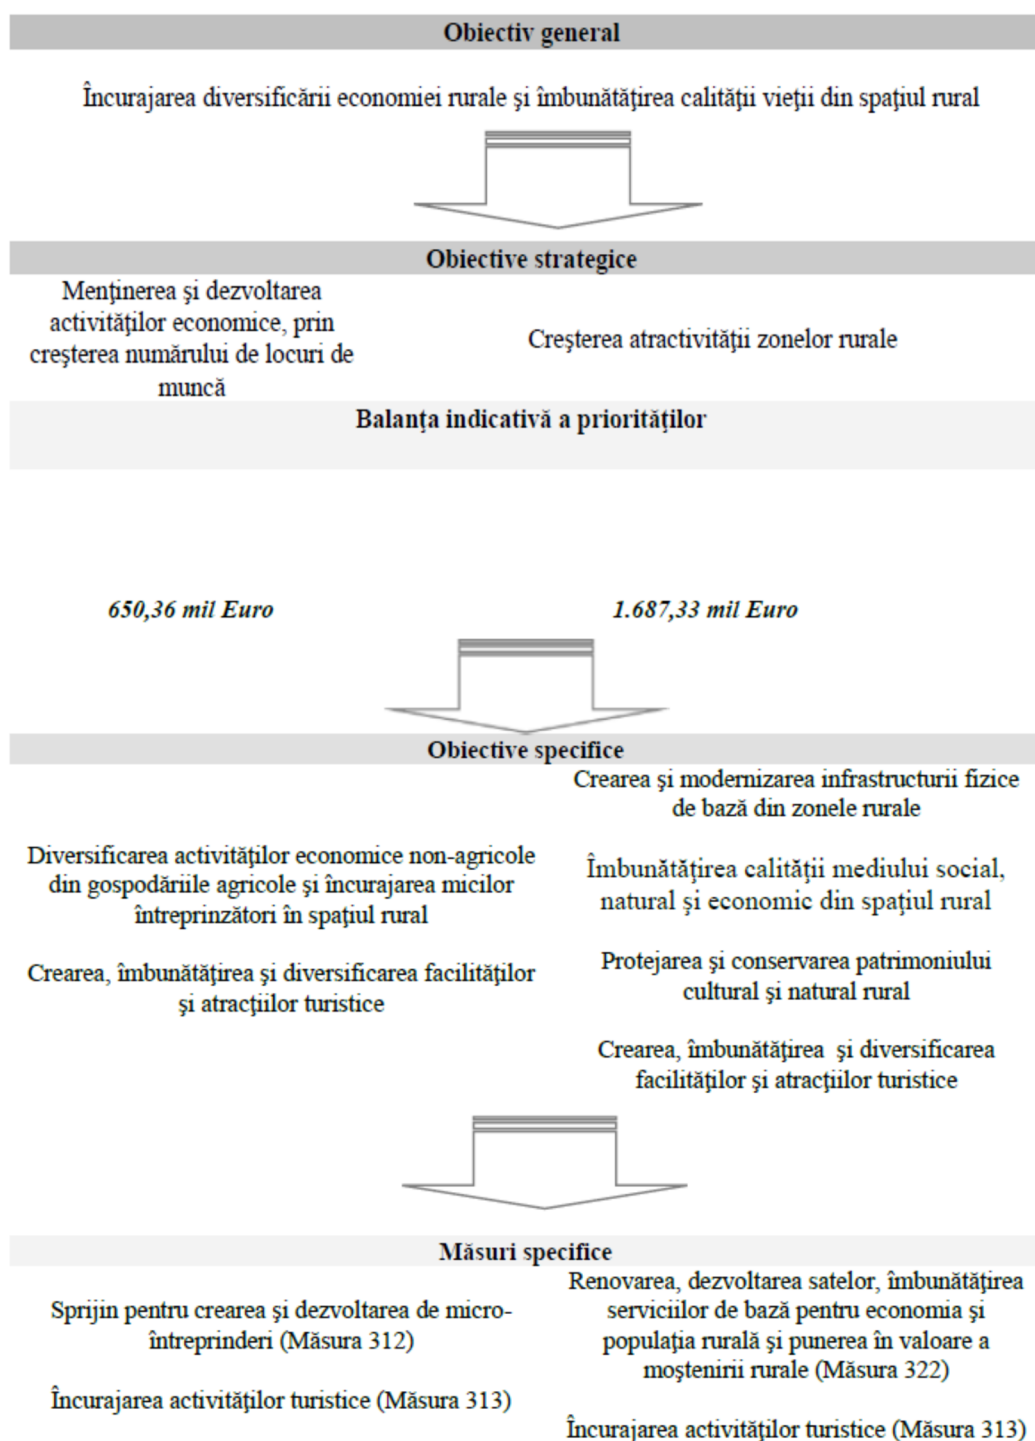 Obiectiv general
Încurajarea diversificării economiei rurale şi îmbunătăţirea calităţii vieţii din spaţiul rural
Obiective strategice
Menţinerea şi dezvoltarea
activităţilor economice, prin
creşterea numărului de locuri de
muncă
Creşterea atractivităţii zonelor rurale
Balanţa indicativă a priorităţilor
650,36 mil Euro
1.687,33 mil Euro
Obiective specifice
Diversificarea activităţilor economice non-agricole
din gospodăriile agricole şi încurajarea micilor
întreprinzători în spaţiul rural
Crearea, îmbunătăţirea şi diversificarea facilităţilor
şi atracţiilor turistice
Crearea şi modernizarea infrastructurii fizice
de bază din zonele rurale
Îmbunătăţirea calităţii mediului social,
natural şi economic din spaţiul rural
Protejarea şi conservarea patrimoniului
cultural şi natural rural
Crearea, îmbunătăţirea şi diversificarea
facilităţilor şi atracţiilor turistice
Măsuri specifice
Sprijin pentru crearea şi dezvoltarea de micro-
întreprinderi (Măsura 312)
Încurajarea activităţilor turistice (Măsura 313)
Renovarea, dezvoltarea satelor, îmbunătăţirea
serviciilor de bază pentru economia şi
populaţia rurală şi punerea în valoare a
moştenirii rurale (Măsura 322)
Încurajarea activităţilor turistice (Măsura 313)